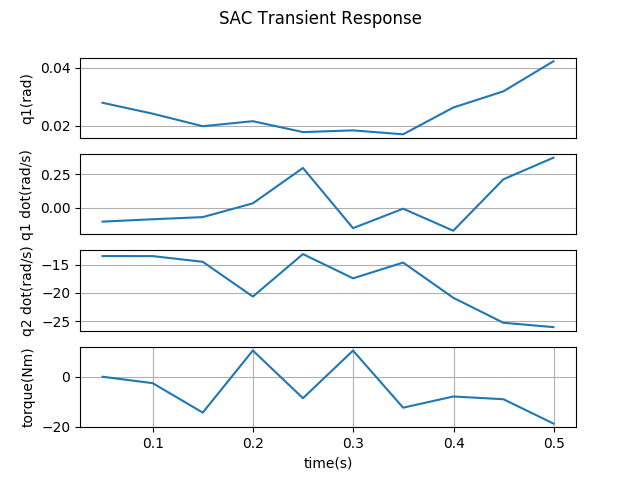 SAC Transient Response
q1(rad)
0.04
0.02
q1 dot(rad/s)
0.25
0.00
q2 dot(rad/s)
−15
−20
−25
torque(Nm)
0
−20
0.1 0.2 0.3 0.4 0.5
time(s)